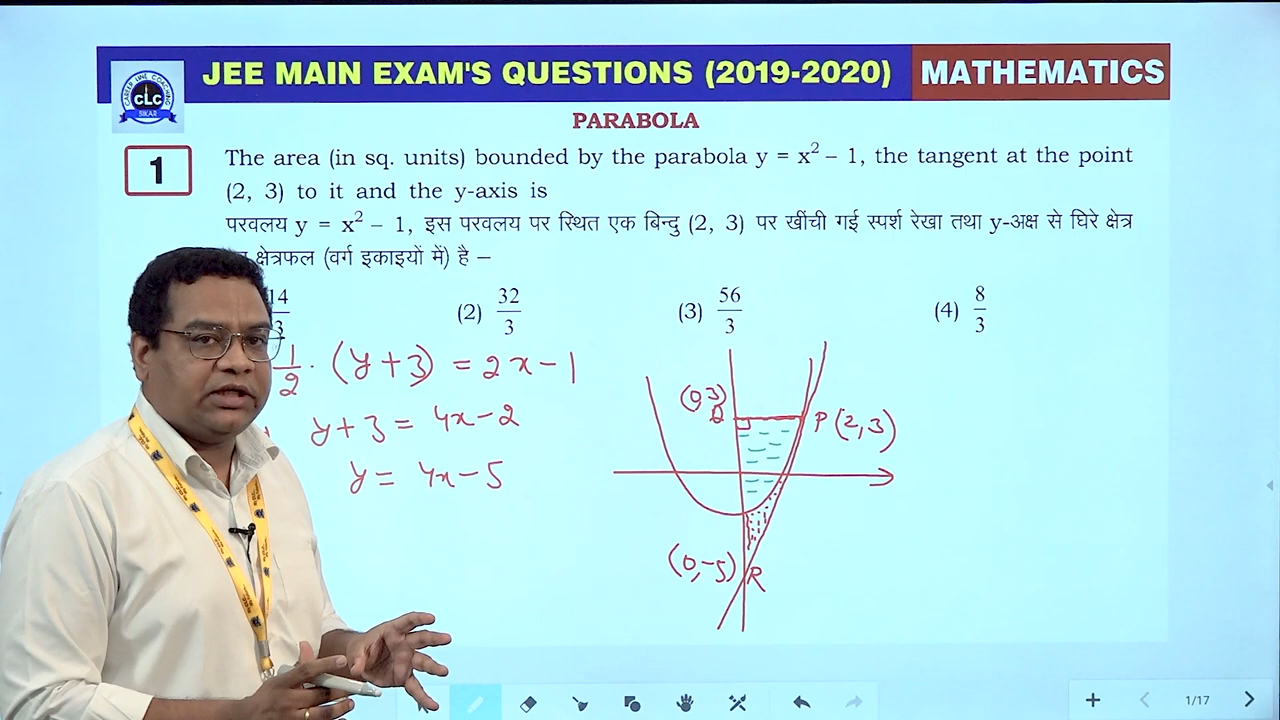 JEE MAIN EXAM'S QUESTIONS (2019-2020) MATHEMATICS
CAREER LINE COACHING
CLC
SIKAR
PARABOLA
1
The area (in sq. units) bounded by the parabola y = x² – 1, the tangent at the point
(2, 3) to it and the y-axis is
परवलय y = x² – 1, इस परवलय पर स्थित एक बिन्दु (2, 3) पर खींची गई स्पर्श रेखा तथा y-अक्ष से घिरे क्षेत्र
क्षेत्रफल (वर्ग इकाइयों में) है –
14/3 (2) 32/3 (3) 56/3 (4) 8/3
1/2 · (y+3) = 2x-1
y+3 = 4x-2
y = 4x-5
(0,3)
Q
P(2,3)
(0,-5)
R
1/17